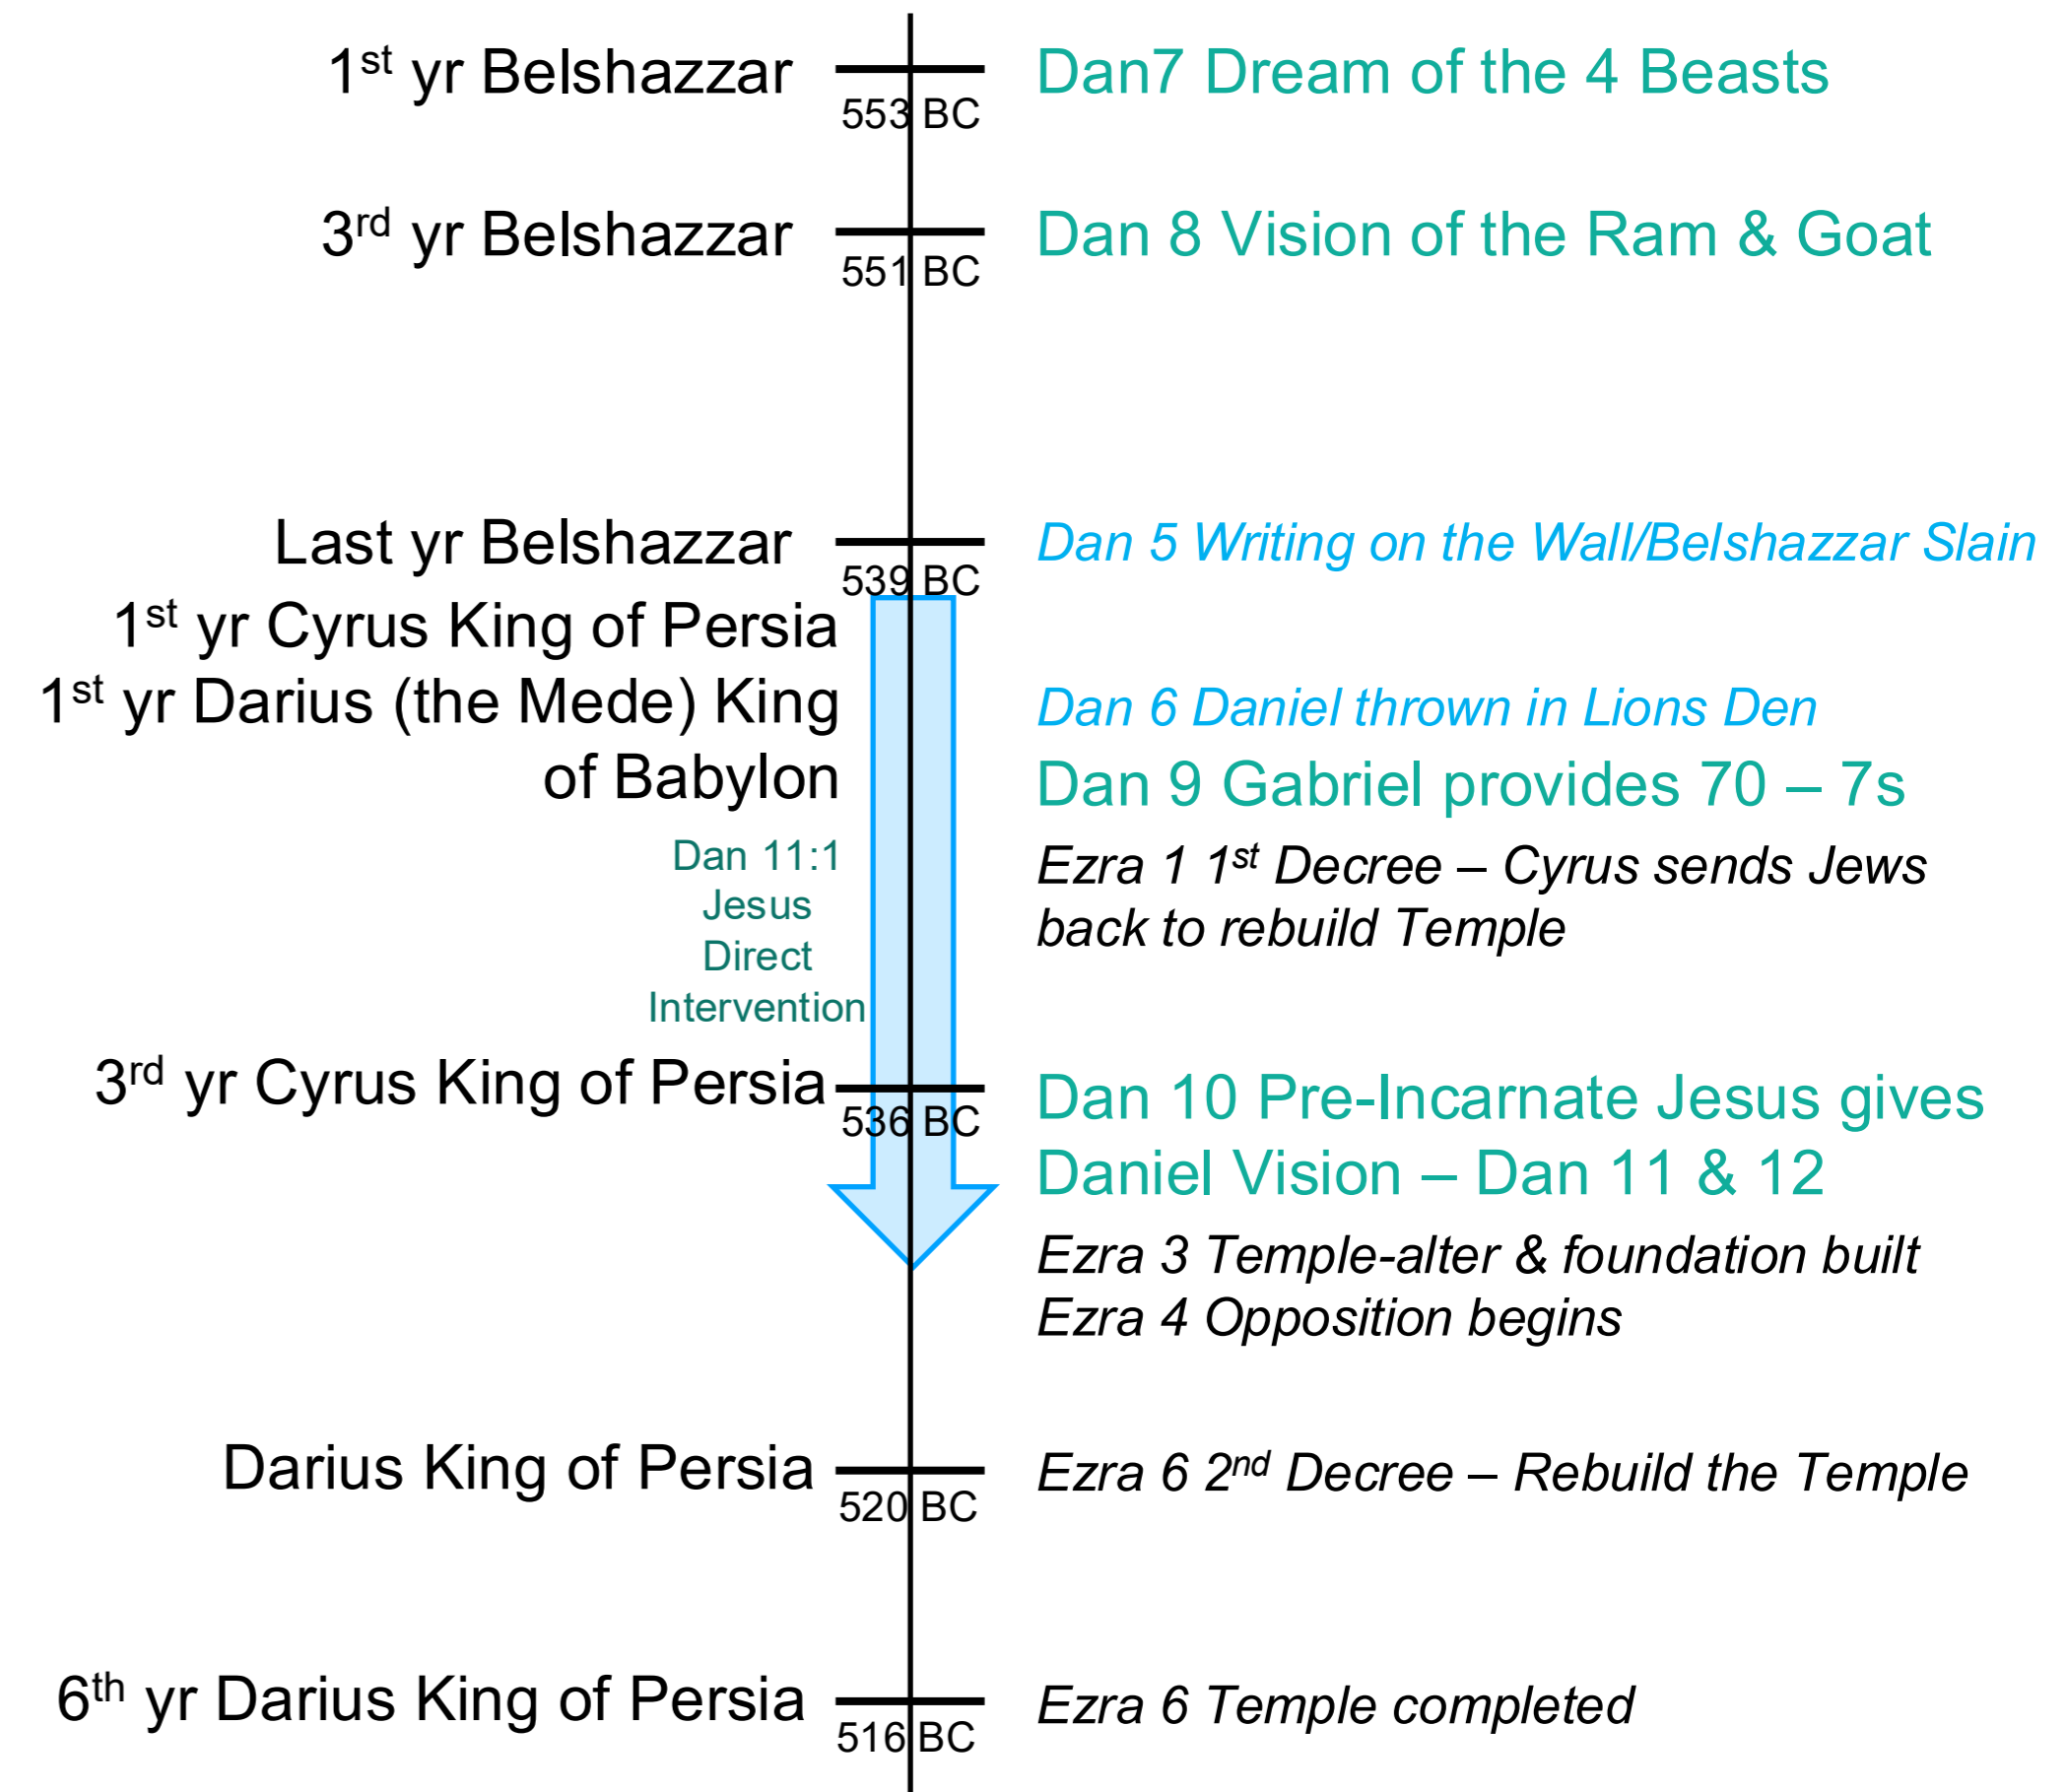 1st yr Belshazzar
553 BC
Dan7 Dream of the 4 Beasts
3rd yr Belshazzar
551 BC
Dan 8 Vision of the Ram & Goat
Last yr Belshazzar
539 BC
Dan 5 Writing on the Wall/Belshazzar Slain
1st yr Cyrus King of Persia
1st yr Darius (the Mede) King
of Babylon
Dan 6 Daniel thrown in Lions Den
Dan 9 Gabriel provides 70 – 7s
Ezra 1 1st Decree – Cyrus sends Jews
back to rebuild Temple
Dan 11:1
Jesus
Direct
Intervention
3rd yr Cyrus King of Persia
536 BC
Dan 10 Pre-Incarnate Jesus gives
Daniel Vision – Dan 11 & 12
Ezra 3 Temple-alter & foundation built
Ezra 4 Opposition begins
Darius King of Persia
520 BC
Ezra 6 2nd Decree – Rebuild the Temple
6th yr Darius King of Persia
516 BC
Ezra 6 Temple completed